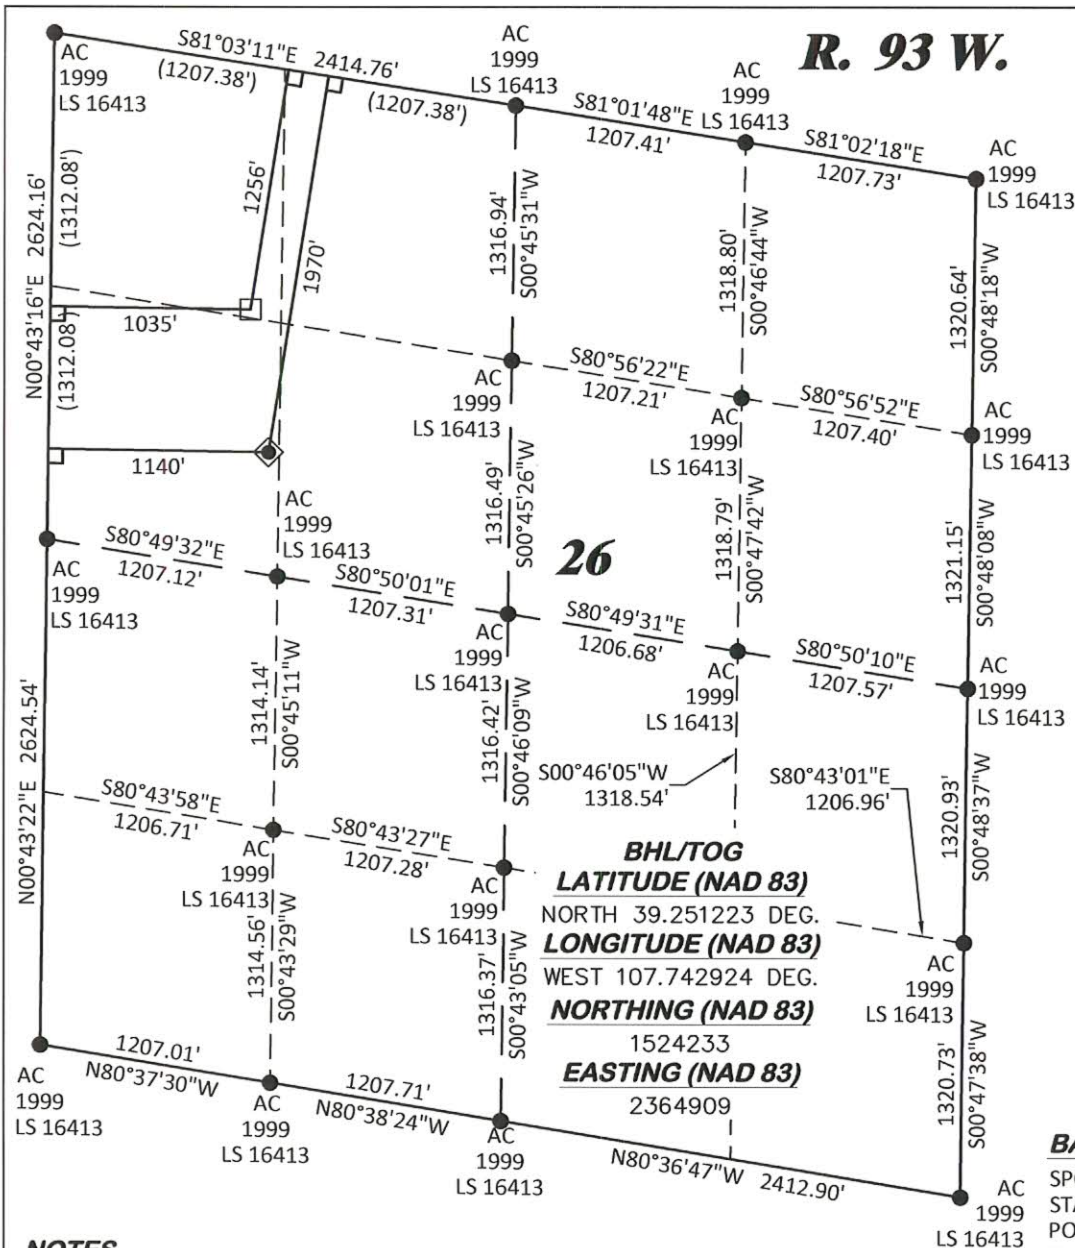 R. 93 W.
AC
1999
LS 16413
S81°03'11"E 2414.76'
(1207.38')
(1207.38')
AC
1999
LS 16413
S81°01'48"E
1207.41'
AC
1999
LS 16413
S81°02'18"E
1207.73'
AC
1999
LS 16413
N00°43'16"E 2624.16'
(1312.08')
(1312.08')
1256'
1970'
1035'
1140'
1316.94'
S00°45'31"W
1318.80'
S00°46'44"W
1320.64'
S00°48'18"W
AC
1999
LS 16413
S80°56'22"E
1207.21'
AC
1999
LS 16413
S80°56'52"E
1207.40'
AC
1999
LS 16413
1316.49'
S00°45'26"W
1318.79'
S00°47'42"W
1321.15'
S00°48'08"W
26
AC
1999
LS 16413
S80°49'32"E
1207.12'
AC
1999
LS 16413
S80°50'01"E
1207.31'
AC
1999
LS 16413
S80°49'31"E
1206.68'
AC
1999
LS 16413
S80°50'10"E
1207.57'
AC
1999
LS 16413
N00°43'22"E 2624.54'
1314.14'
S00°45'11"W
1316.42'
S00°46'09"W
S00°46'05"W
1318.54'
S80°43'01"E
1206.96'
1320.93'
S00°48'37"W
S80°43'58"E
1206.71'
S80°43'27"E
1207.28'
AC
1999
LS 16413
AC
1999
LS 16413
BHL/TOG
LATITUDE (NAD 83)
NORTH 39.251223 DEG.
LONGITUDE (NAD 83)
WEST 107.742924 DEG.
NORTHING (NAD 83)
1524233
EASTING (NAD 83)
2364909
AC
1999
LS 16413
1314.56'
S00°43'29"W
1316.37'
S00°43'05"W
1320.73'
S00°47'38"W
1207.01'
N80°37'30"W
1207.71'
N80°38'24"W
N80°36'47"W 2412.90'
AC
1999
LS 16413
AC
1999
LS 16413
AC
1999
LS 16413
AC
1999
LS 16413